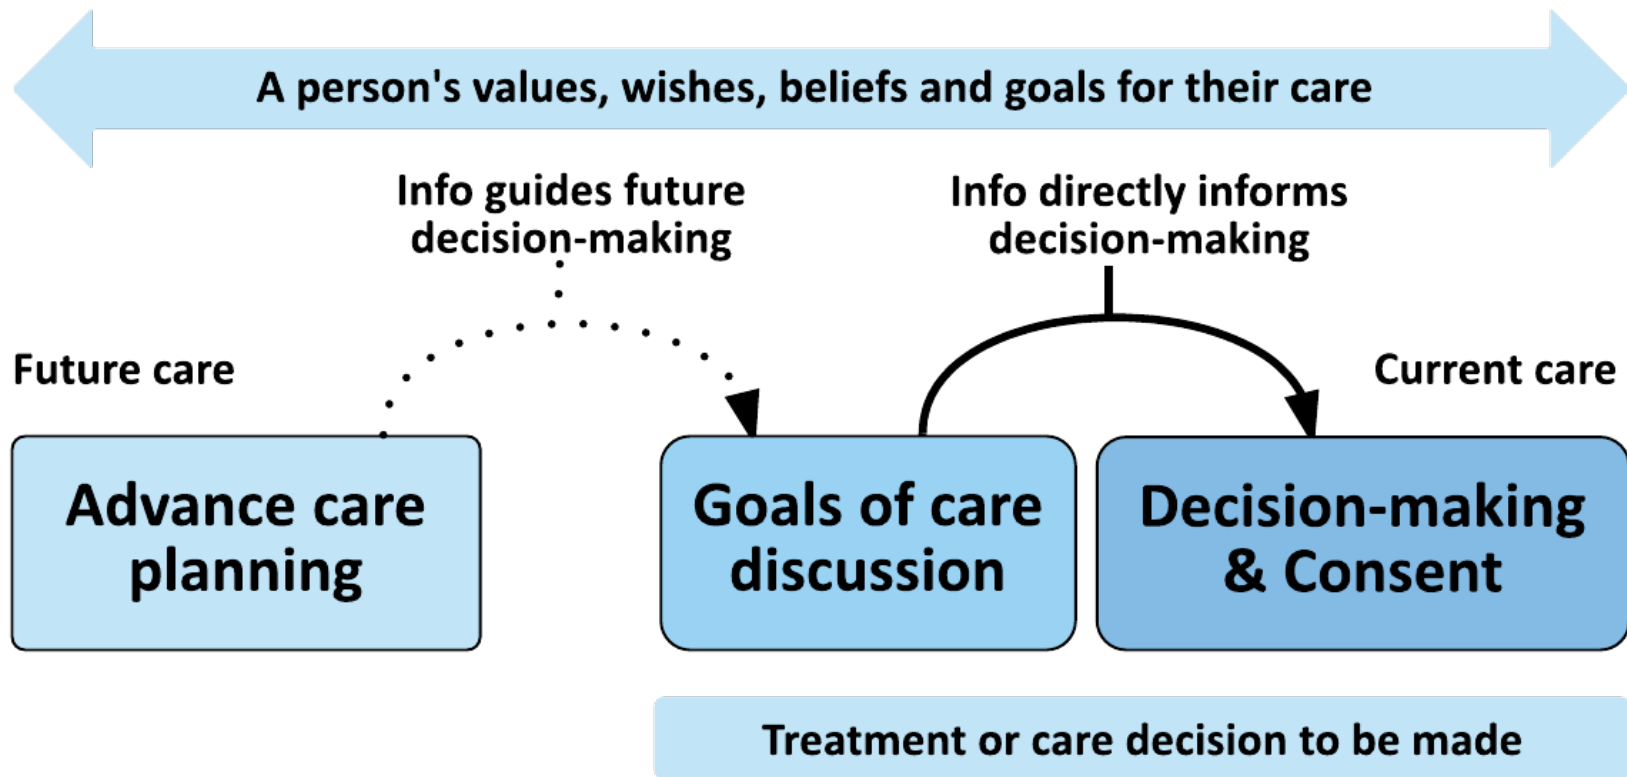 A person's values, wishes, beliefs and goals for their care
Info guides future
decision-making
Info directly informs
decision-making
Future care
Current care
Advance care
planning
Goals of care
discussion
Decision-making
& Consent
Treatment or care decision to be made